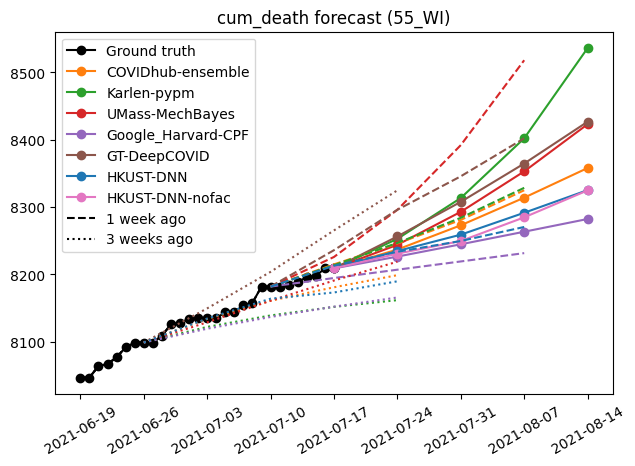 cum_death forecast (55_WI)
Ground truth
COVIDhub-ensemble
Karlen-pypm
UMass-MechBayes
Google_Harvard-CPF
GT-DeepCOVID
HKUST-DNN
HKUST-DNN-nofac
1 week ago
3 weeks ago
8500
8400
8300
8200
8100
2021-06-19
2021-06-26
2021-07-03
2021-07-10
2021-07-17
2021-07-24
2021-07-31
2021-08-07
2021-08-14